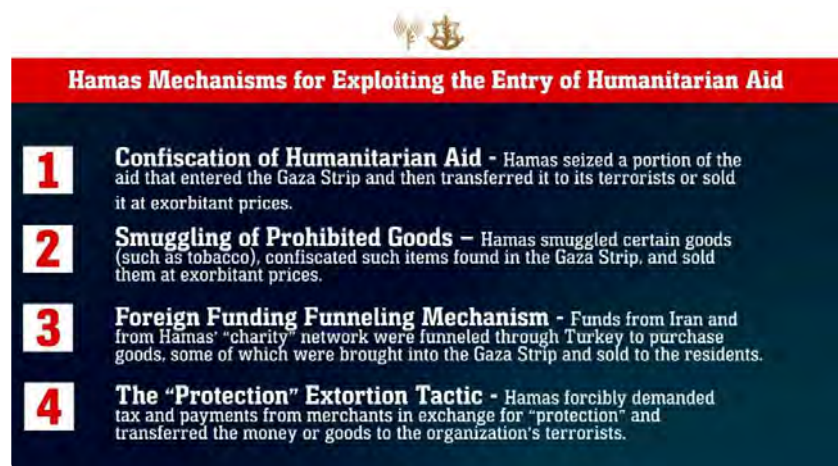 Hamas Mechanisms for Exploiting the Entry of Humanitarian Aid
1
Confiscation of Humanitarian Aid - Hamas seized a portion of the
aid that entered the Gaza Strip and then transferred it to its terrorists or sold
it at exorbitant prices.
2
Smuggling of Prohibited Goods – Hamas smuggled certain goods
(such as tobacco), confiscated such items found in the Gaza Strip, and sold
them at exorbitant prices.
3
Foreign Funding Funneling Mechanism - Funds from Iran and
from Hamas' “charity” network were funneled through Turkey to purchase
goods, some of which were brought into the Gaza Strip and sold to the residents.
4
The “Protection” Extortion Tactic - Hamas forcibly demanded
tax and payments from merchants in exchange for “protection” and
transferred the money or goods to the organization's terrorists.